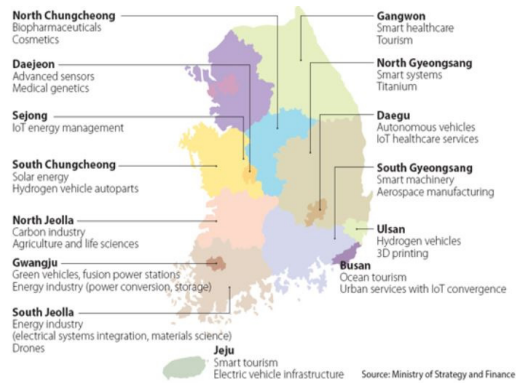 North Chungcheong
Biopharmaceuticals
Cosmetics
Daejeon
Advanced sensors
Medical genetics
Sejong
IoT energy management
South Chungcheong
Solar energy
Hydrogen vehicle autoparts
North Jeolla
Carbon industry
Agriculture and life sciences
Gwangju
Green vehicles, fusion power stations
Energy industry (power conversion, storage)
South Jeolla
Energy industry
(electrical systems integration, materials science)
Drones
Jeju
Smart tourism
Electric vehicle infrastructure
Gangwon
Smart healthcare
Tourism
North Gyeongsang
Smart systems
Titanium
Daegu
Autonomous vehicles
IoT healthcare services
South Gyeongsang
Smart machinery
Aerospace manufacturing
Ulsan
Hydrogen vehicles
3D printing
Busan
Ocean tourism
Urban services with IoT convergence
Source: Ministry of Strategy and Finance